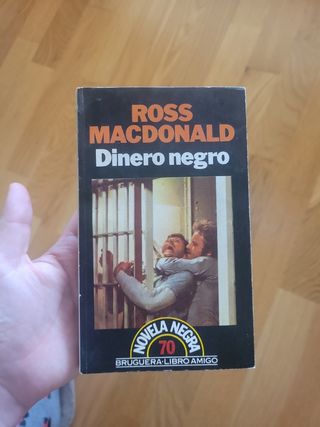 ROSS
MACDONALD
Dinero negro
NOVELA NEGRA
70
BRUGUERA·LIBRO AMIGO